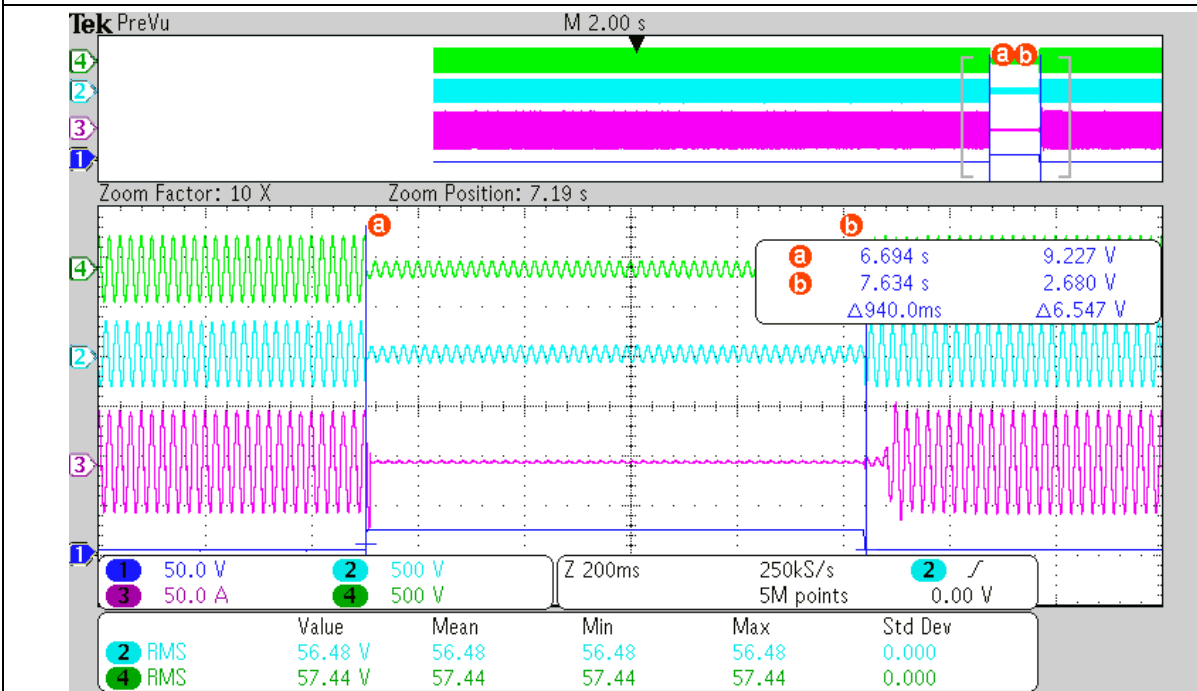 Tek PreVu M 2.00 s
a b
4
2
3
1
Zoom Factor: 10 X Zoom Position: 7.19 s
a b
a 6.694 s 9.227 V
b 7.634 s 2.680 V
△940.0ms △6.547 V
4
2
3
1
1 50.0 V 2 500 V Z 200ms 250kS/s 2 ∫
3 50.0 A 4 500 V 5M points 0.00 V
Value Mean Min Max Std Dev
2 RMS 56.48 V 56.48 56.48 56.48 0.000
4 RMS 57.44 V 57.44 57.44 57.44 0.000